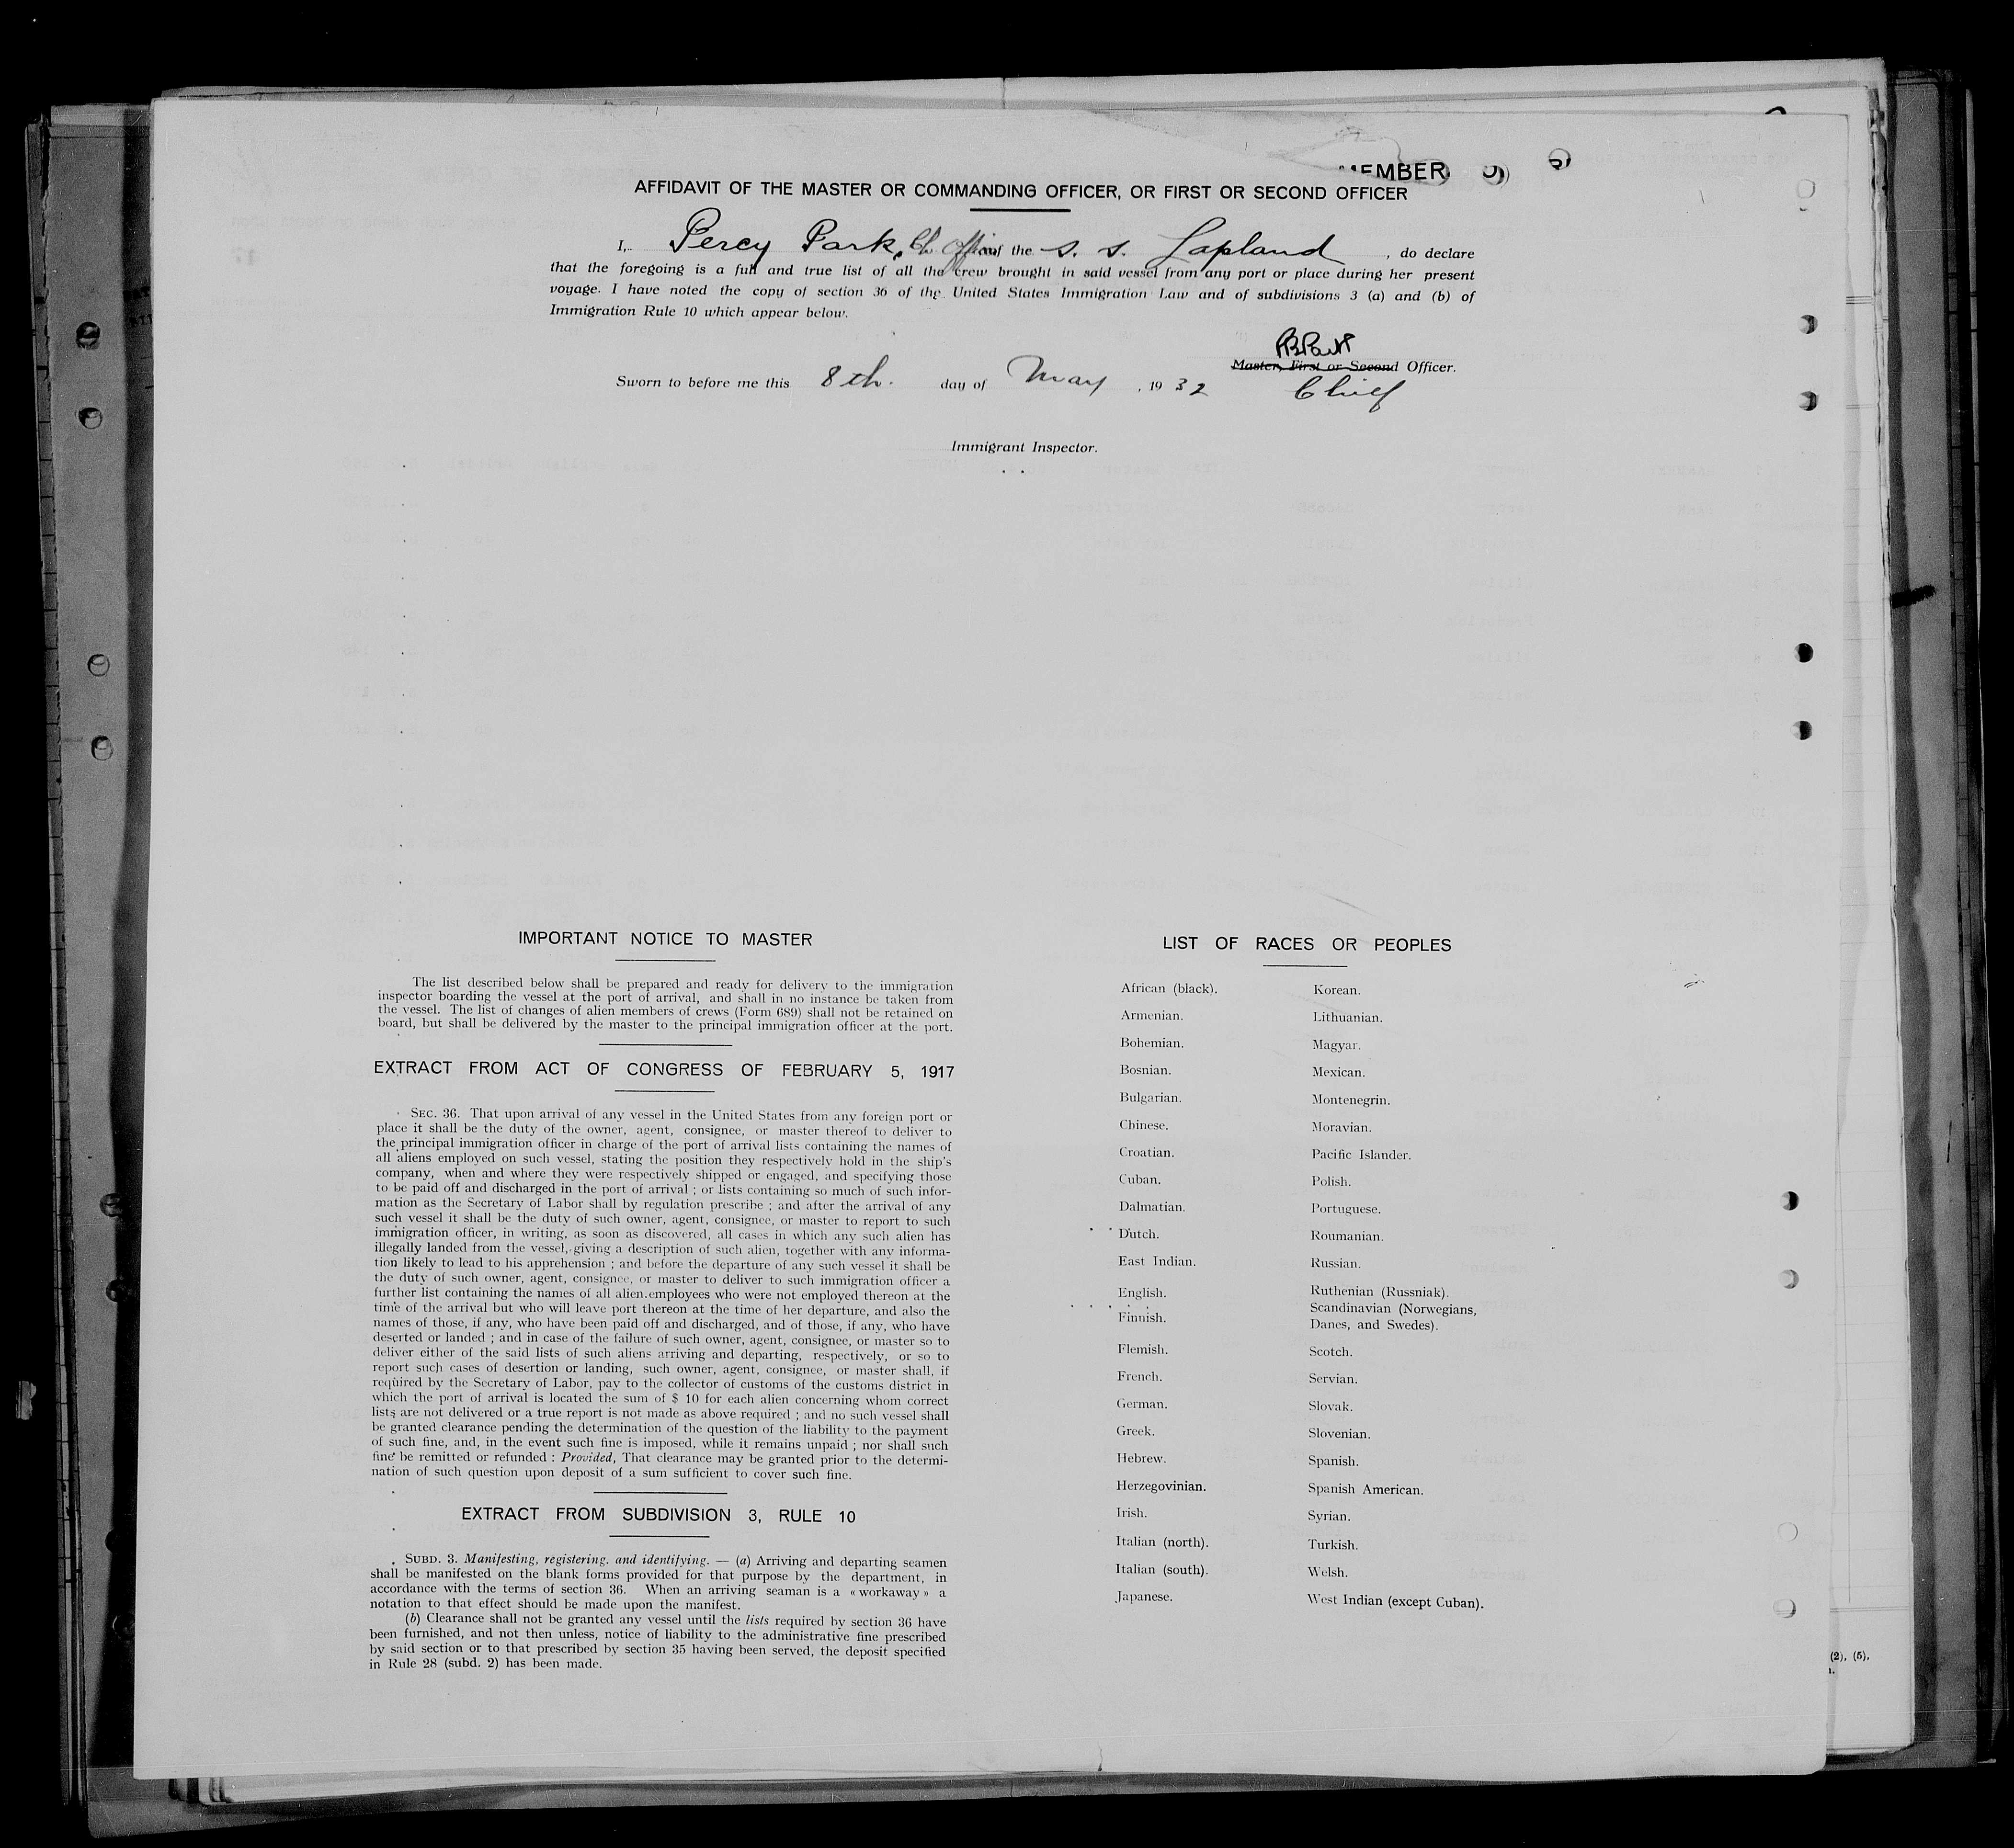 MEMBER
AFFIDAVIT OF THE MASTER OR COMMANDING OFFICER, OR FIRST OR SECOND OFFICER
I, Percy Park, Ch. Officer of the s. s. Lapland , do declare
that the foregoing is a full and true list of all the crew brought in said vessel from any port or place during her present
voyage. I have noted the copy of section 36 of the United States Immigration Law and of subdivisions 3 (a) and (b) of
Immigration Rule 10 which appear below.
Master, First or Second Officer.
Sworn to before me this 8th. day of May , 1932 Chief
Immigrant Inspector.
IMPORTANT NOTICE TO MASTER
The list described below shall be prepared and ready for delivery to the immigration
inspector boarding the vessel at the port of arrival, and shall in no instance be taken from
the vessel. The list of changes of alien members of crews (Form 689) shall not be retained on
board, but shall be delivered by the master to the principal immigration officer at the port.
EXTRACT FROM ACT OF CONGRESS OF FEBRUARY 5, 1917
SEC. 36. That upon arrival of any vessel in the United States from any foreign port or
place it shall be the duty of the owner, agent, consignee, or master thereof to deliver to
the principal immigration officer in charge of the port of arrival lists containing the names of
all aliens employed on such vessel, stating the position they respectively hold in the ship's
company, when and where they were respectively shipped or engaged, and specifying those
to be paid off and discharged in the port of arrival ; or lists containing so much of such infor-
mation as the Secretary of Labor shall by regulation prescribe ; and after the arrival of any
such vessel it shall be the duty of such owner, agent, consignee, or master to report to such
immigration officer, in writing, as soon as discovered, all cases in which any such alien has
illegally landed from the vessel, giving a description of such alien, together with any informa-
tion likely to lead to his apprehension ; and before the departure of any such vessel it shall be
the duty of such owner, agent, consignee, or master to deliver to such immigration officer a
further list containing the names of all alien employees who were not employed thereon at the
time of the arrival but who will leave port thereon at the time of her departure, and also the
names of those, if any, who have been paid off and discharged, and of those, if any, who have
deserted or landed ; and in case of the failure of such owner, agent, consignee, or master so to
deliver either of the said lists of such aliens arriving and departing, respectively, or so to
report such cases of desertion or landing, such owner, agent, consignee, or master shall, if
required by the Secretary of Labor, pay to the collector of customs of the customs district in
which the port of arrival is located the sum of $ 10 for each alien concerning whom correct
lists are not delivered or a true report is not made as above required ; and no such vessel shall
be granted clearance pending the determination of the question of the liability to the payment
of such fine, and, in the event such fine is imposed, while it remains unpaid ; nor shall such
fine be remitted or refunded : Provided, That clearance may be granted prior to the determi-
nation of such question upon deposit of a sum sufficient to cover such fine.
EXTRACT FROM SUBDIVISION 3, RULE 10
SUBD. 3. Manifesting, registering, and identifying. — (a) Arriving and departing seamen
shall be manifested on the blank forms provided for that purpose by the department, in
accordance with the terms of section 36. When an arriving seaman is a « workaway » a
notation to that effect should be made upon the manifest.
(b) Clearance shall not be granted any vessel until the lists required by section 36 have
been furnished, and not then unless, notice of liability to the administrative fine prescribed
by said section or to that prescribed by section 35 having been served, the deposit specified
in Rule 28 (subd. 2) has been made.
LIST OF RACES OR PEOPLES
African (black).
Armenian.
Bohemian.
Bosnian.
Bulgarian.
Chinese.
Croatian.
Cuban.
Dalmatian.
Dutch.
East Indian.
English.
Finnish.
Flemish.
French.
German.
Greek.
Hebrew.
Herzegovinian.
Irish.
Italian (north).
Italian (south).
Japanese.
Korean.
Lithuanian.
Magyar.
Mexican.
Montenegrin.
Moravian.
Pacific Islander.
Polish.
Portuguese.
Roumanian.
Russian.
Ruthenian (Russniak).
Scandinavian (Norwegians,
Danes, and Swedes).
Scotch.
Servian.
Slovak.
Slovenian.
Spanish.
Spanish American.
Syrian.
Turkish.
Welsh.
West Indian (except Cuban).
(2), (5),